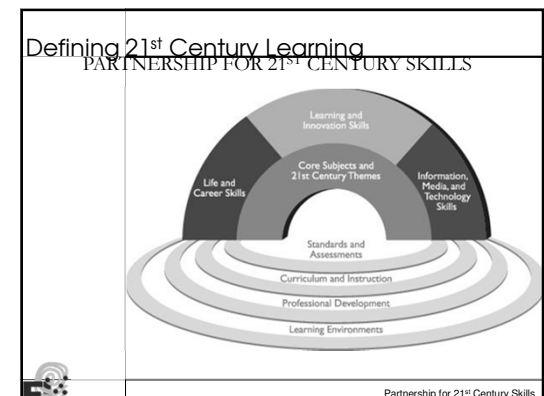 Defining 21st Century Learning
PARTNERSHIP FOR 21ST CENTURY SKILLS
Learning and
Innovation Skills
Core Subjects and
21st Century Themes
Life and
Career Skills
Information,
Media, and
Technology
Skills
Standards and
Assessments
Curriculum and Instruction
Professional Development
Learning Environments
Partnership for 21st Century Skills